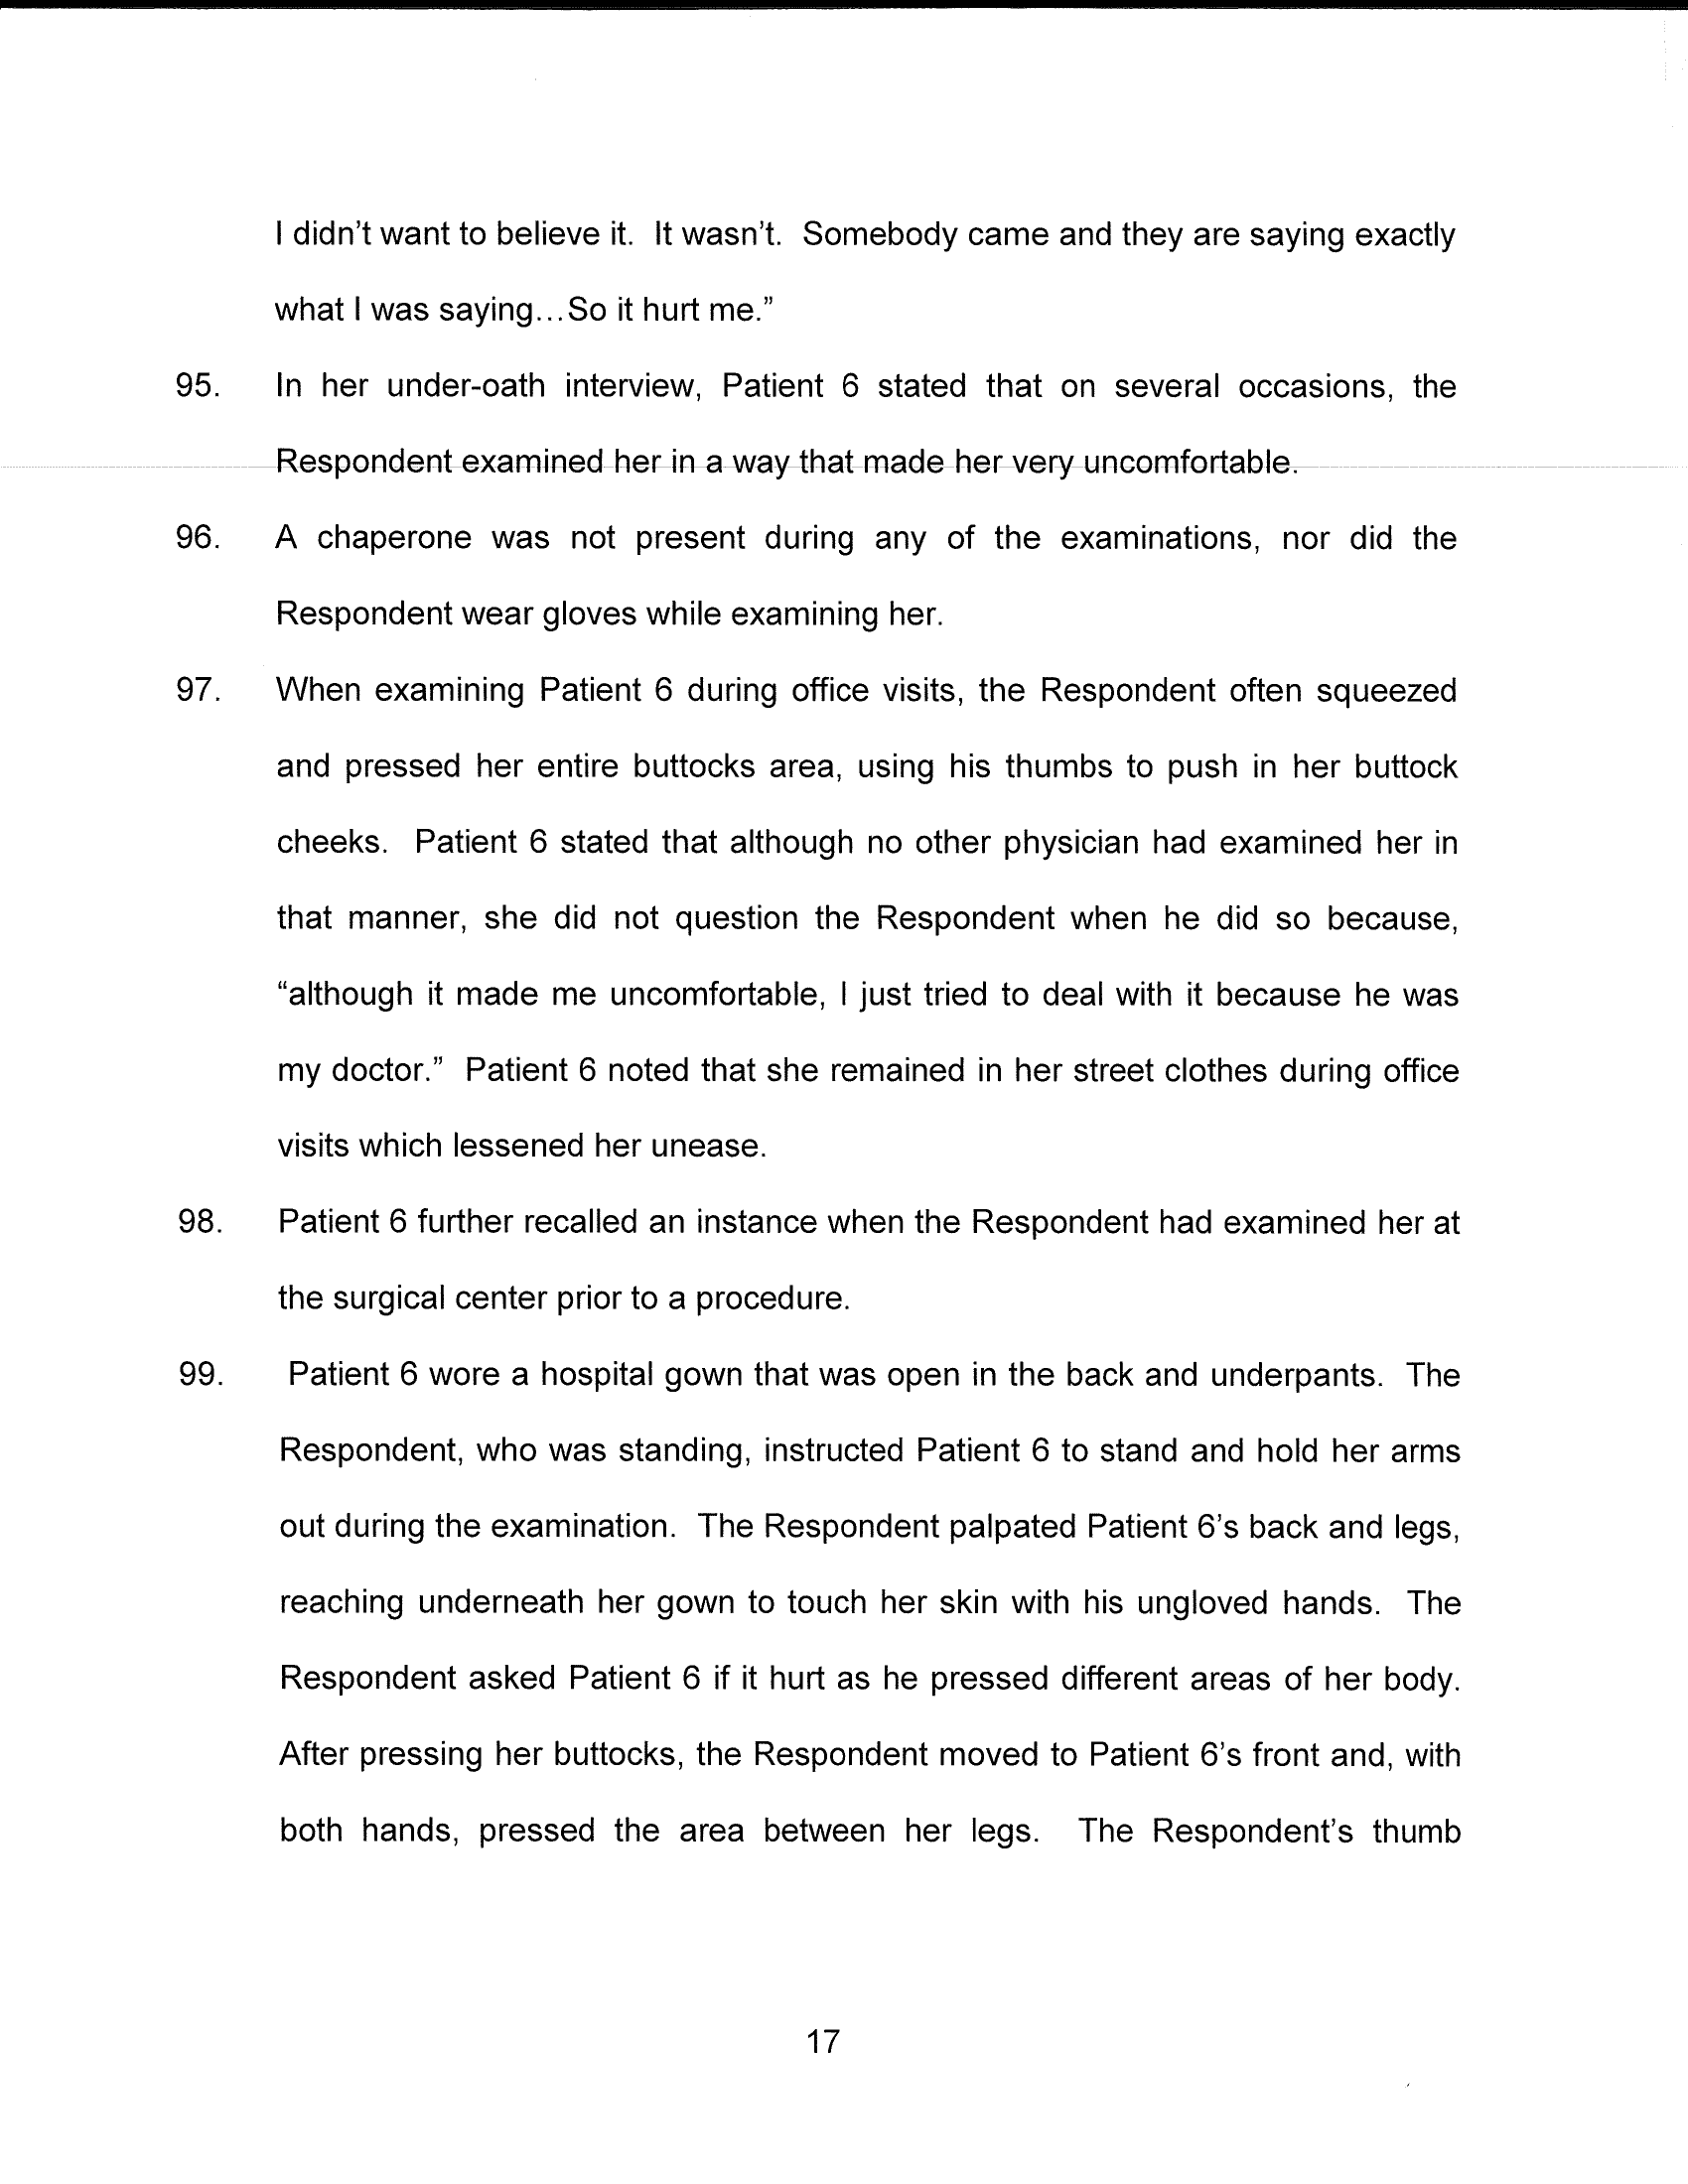 I didn't want to believe it. It wasn't. Somebody came and they are saying exactly
what I was saying...So it hurt me."
95. In her under-oath interview, Patient 6 stated that on several occasions, the
Respondent examined her in a way that made her very uncomfortable.
96. A chaperone was not present during any of the examinations, nor did the
Respondent wear gloves while examining her.
97. When examining Patient 6 during office visits, the Respondent often squeezed
and pressed her entire buttocks area, using his thumbs to push in her buttock
cheeks. Patient 6 stated that although no other physician had examined her in
that manner, she did not question the Respondent when he did so because,
"although it made me uncomfortable, I just tried to deal with it because he was
my doctor." Patient 6 noted that she remained in her street clothes during office
visits which lessened her unease.
98. Patient 6 further recalled an instance when the Respondent had examined her at
the surgical center prior to a procedure.
99. Patient 6 wore a hospital gown that was open in the back and underpants. The
Respondent, who was standing, instructed Patient 6 to stand and hold her arms
out during the examination. The Respondent palpated Patient 6's back and legs,
reaching underneath her gown to touch her skin with his ungloved hands. The
Respondent asked Patient 6 if it hurt as he pressed different areas of her body.
After pressing her buttocks, the Respondent moved to Patient 6's front and, with
both hands, pressed the area between her legs. The Respondent's thumb
17